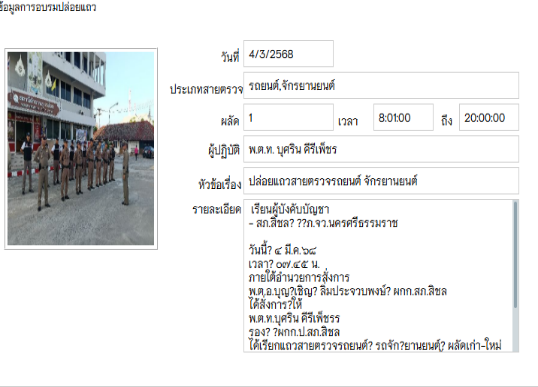 ข้อมูลการอบรมปล่อยแถว
วันที่ 4/3/2568
ประเภทสายตรวจ รถยนต์,จักรยานยนต์
ผลัด 1 เวลา 8:01:00 ถึง 20:00:00
ผู้ปฏิบัติ พ.ต.ท. บุศริน คีรีเพ็ชร
หัวข้อเรื่อง ปล่อยแถวสายตรวจรถยนต์ จักรยานยนต์
รายละเอียด เรียนผู้บังคับบัญชา
- สภ.สิชล? ??ภ.จว.นครศรีธรรมราช
วันนี้? ๔ มี.ค.๖๘
เวลา? ๐๗.๔๕ น.
ภายใต้อำนวยการสั่งการ
พ.ต.อ.บุญ?เชิญ? ลิ่มประจวบพงษ์? ผกก.สภ.สิชล
ได้สั่งการ?ให้
พ.ต.ท.บุศริน คีรีเพ็ชรร
รอง? ?ผกก.ป.สภ.สิชล
ได้เรียกแถวสายตรวจรถยนต์? รถจัก?ยานยนต์? ผลัดเก่า-ใหม่